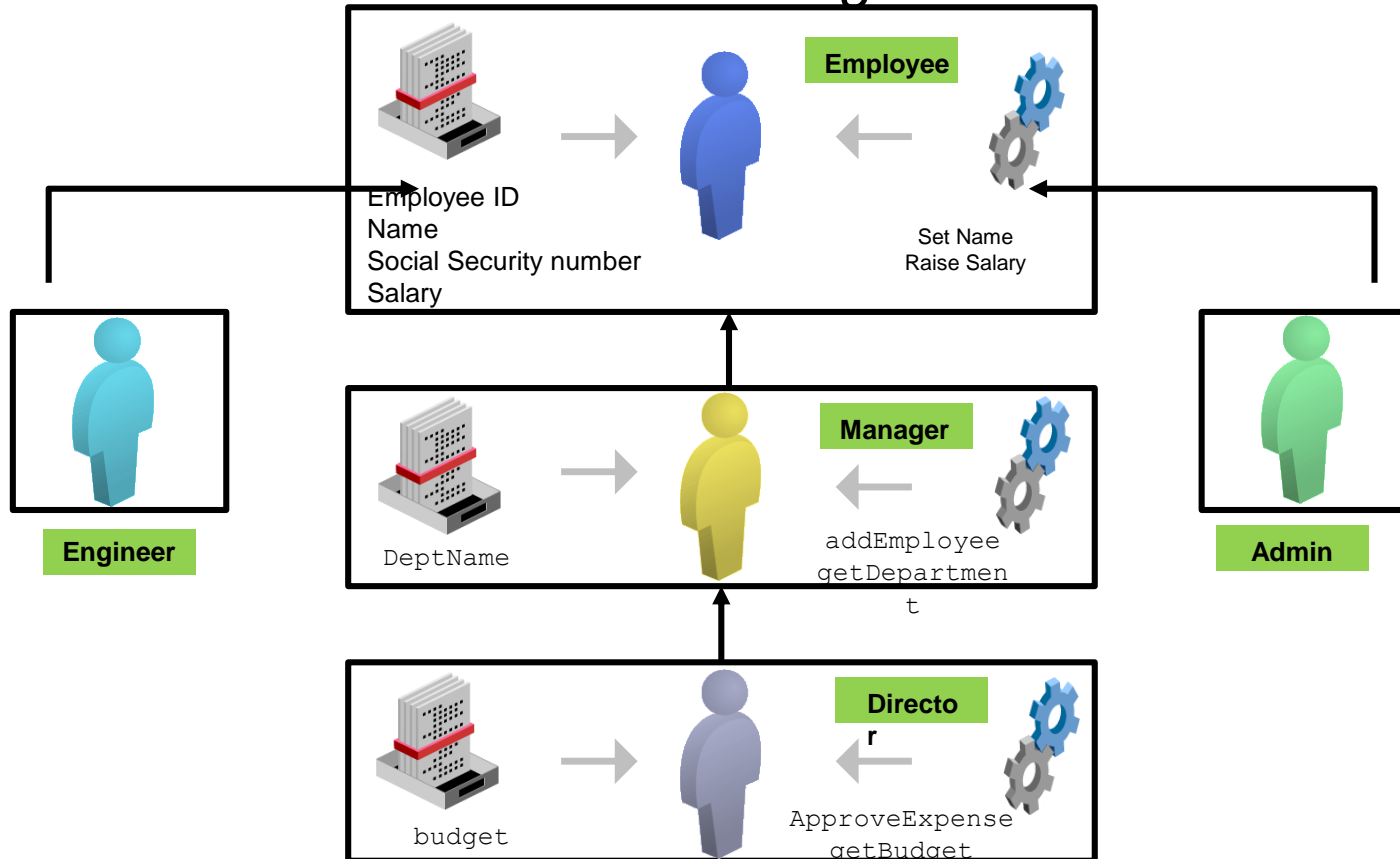 Employee
Employee ID
Name
Social Security number
Salary
Set Name
Raise Salary
Manager
Engineer
DeptName
addEmployee
getDepartmen
t
Admin
Directo
r
budget
ApproveExpense
getBudget